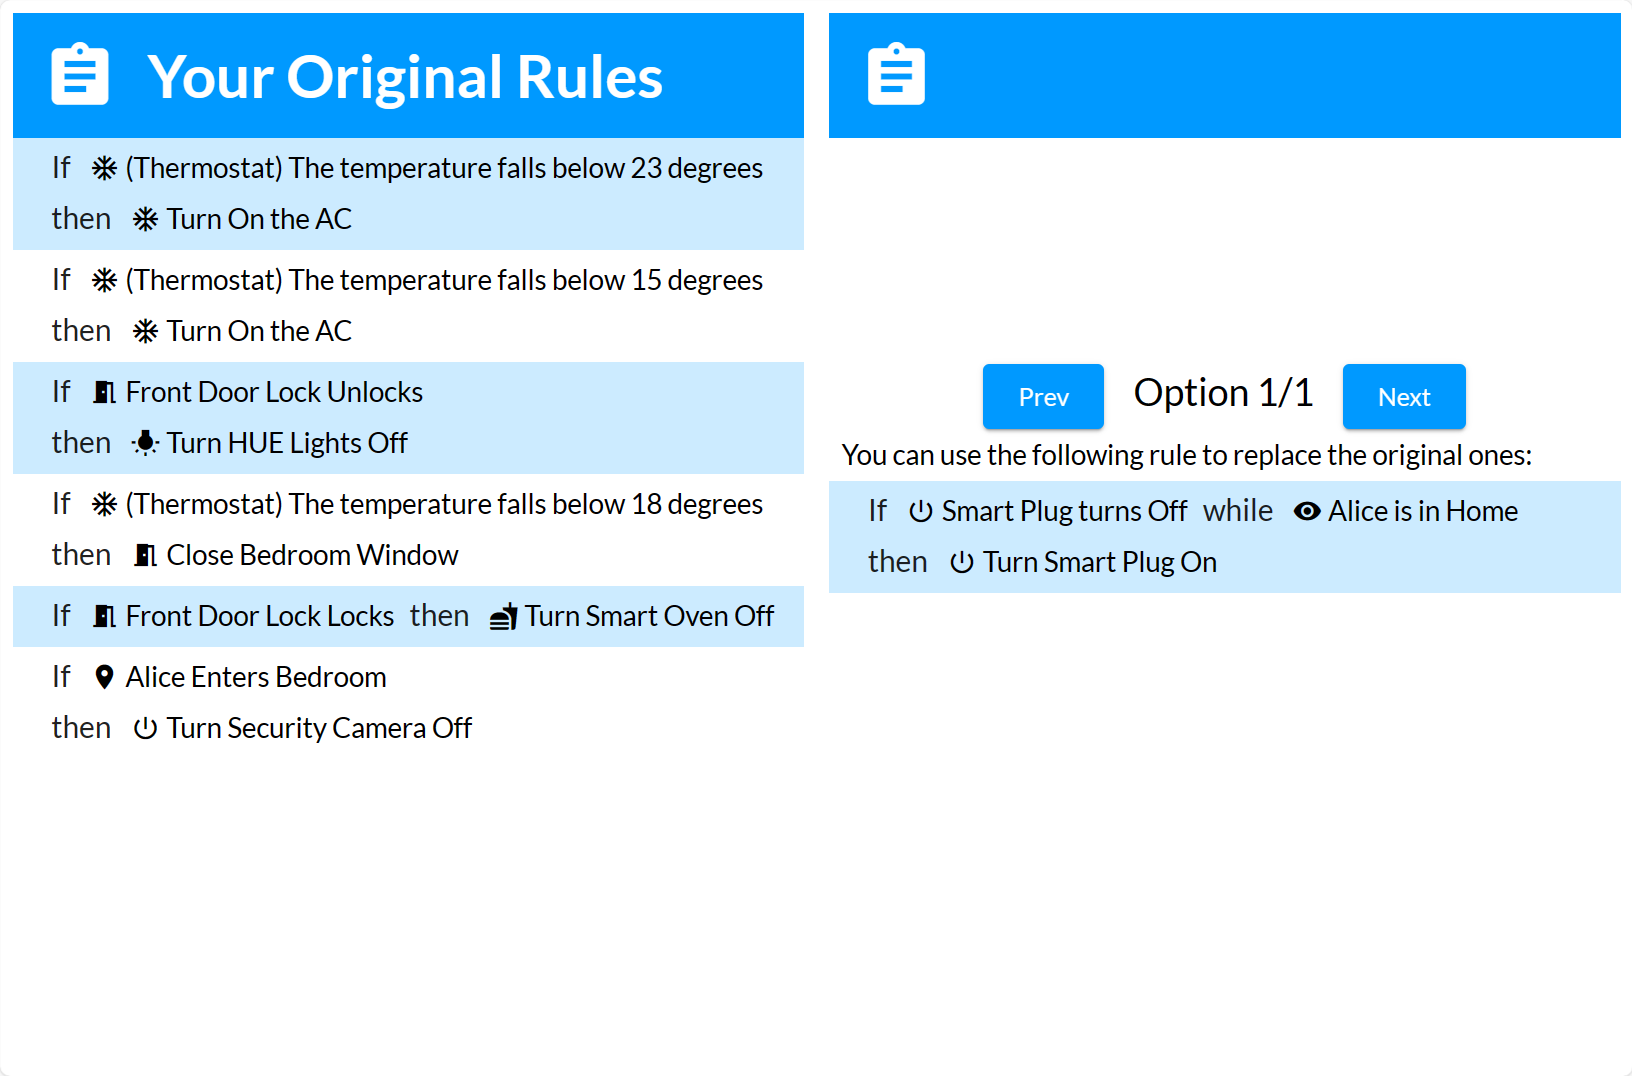 Your Original Rules
If (Thermostat) The temperature falls below 23 degrees
then Turn On the AC
If (Thermostat) The temperature falls below 15 degrees
then Turn On the AC
If Front Door Lock Unlocks
then Turn HUE Lights Off
If (Thermostat) The temperature falls below 18 degrees
then Close Bedroom Window
If Front Door Lock Locks then Turn Smart Oven Off
If Alice Enters Bedroom
then Turn Security Camera Off
Prev Option 1/1 Next
You can use the following rule to replace the original ones:
If Smart Plug turns Off while Alice is in Home
then Turn Smart Plug On